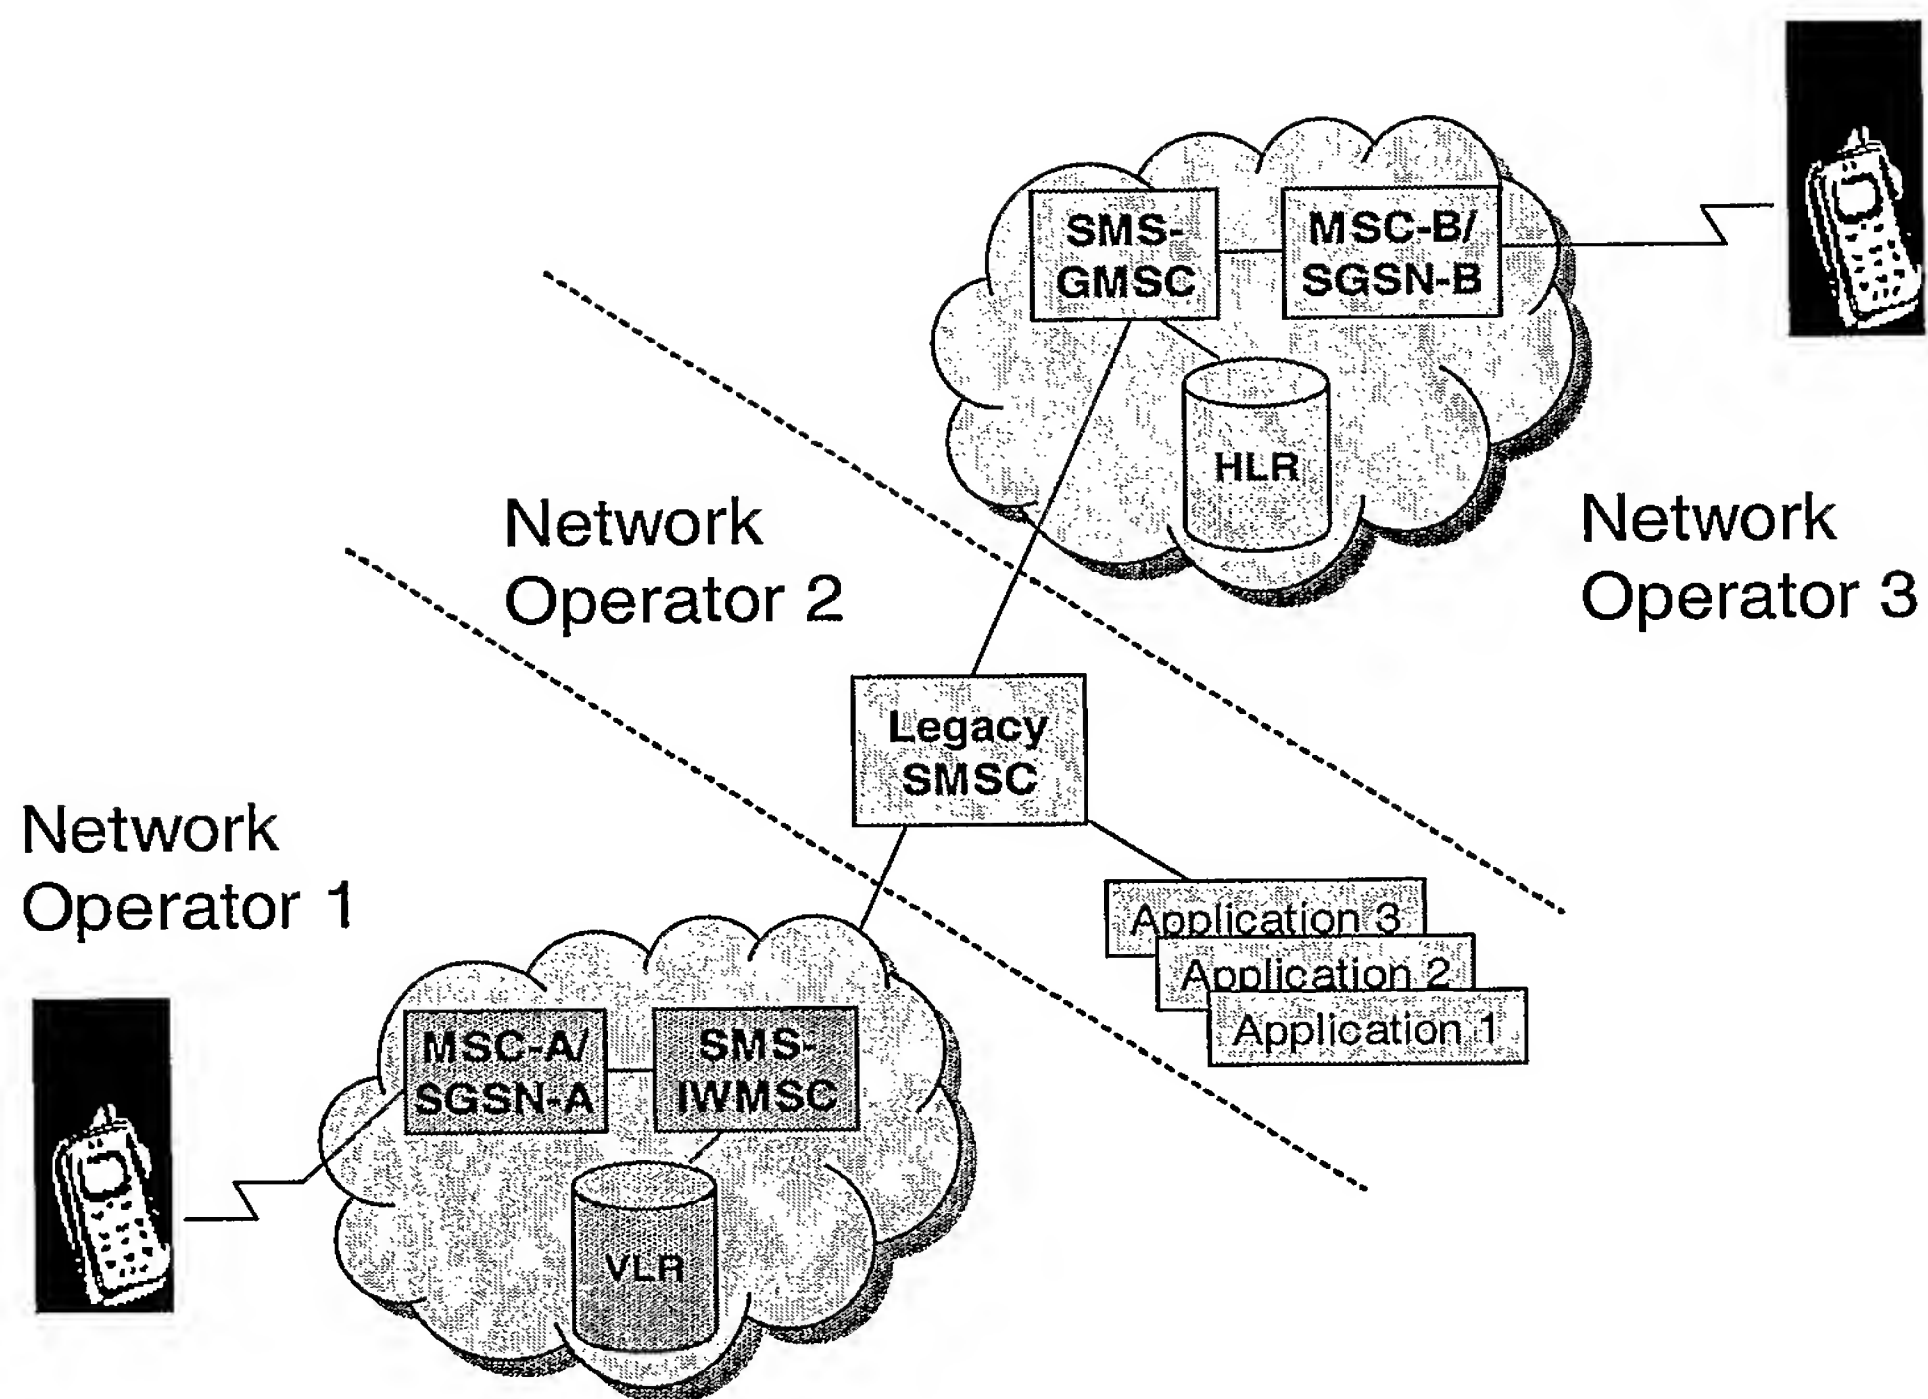 SMS-
GMSC
MSC-B/
SGSN-B
HLR
Network
Operator 2
Network
Operator 3
Legacy
SMSC
Network
Operator 1
Application 3
Application 2
Application 1
MSC-A/
SGSN-A
SMS-
IWMSC
VLR